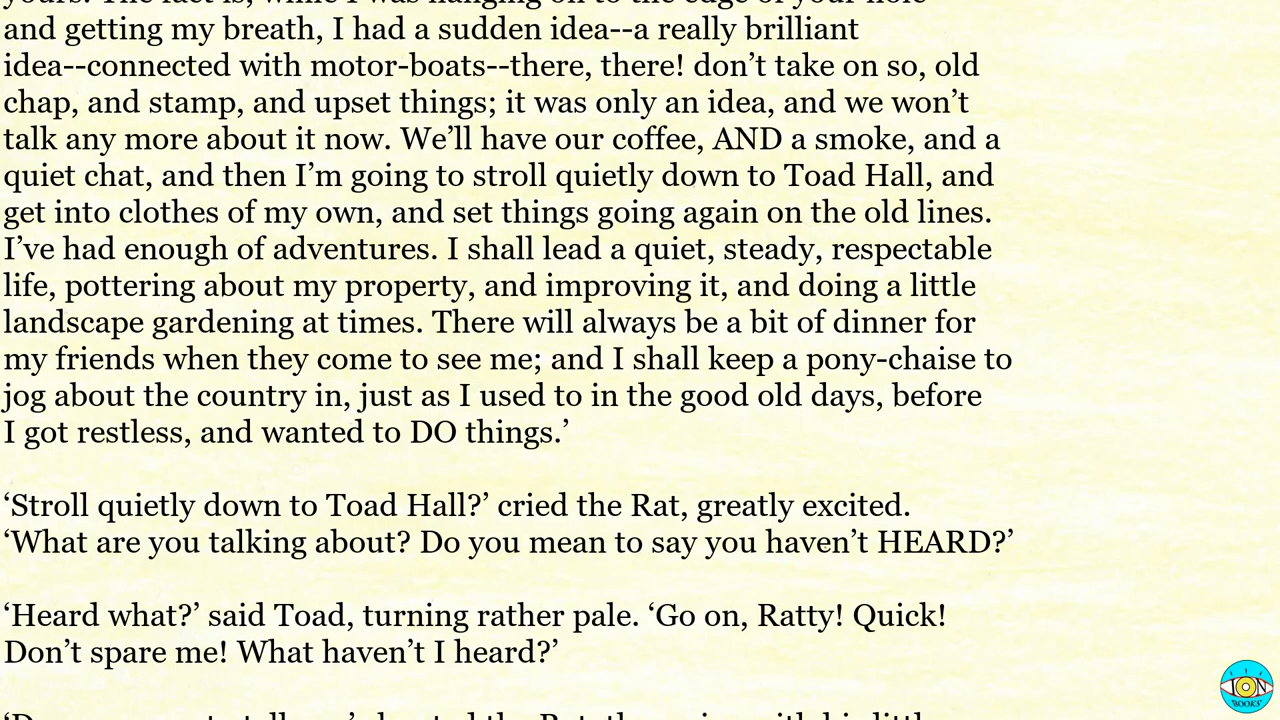 and getting my breath, I had a sudden idea--a really brilliant
idea--connected with motor-boats--there, there! don’t take on so, old
chap, and stamp, and upset things; it was only an idea, and we won’t
talk any more about it now. We’ll have our coffee, AND a smoke, and a
quiet chat, and then I’m going to stroll quietly down to Toad Hall, and
get into clothes of my own, and set things going again on the old lines.
I’ve had enough of adventures. I shall lead a quiet, steady, respectable
life, pottering about my property, and improving it, and doing a little
landscape gardening at times. There will always be a bit of dinner for
my friends when they come to see me; and I shall keep a pony-chaise to
jog about the country in, just as I used to in the good old days, before
I got restless, and wanted to DO things.’
‘Stroll quietly down to Toad Hall?’ cried the Rat, greatly excited.
‘What are you talking about? Do you mean to say you haven’t HEARD?’
‘Heard what?’ said Toad, turning rather pale. ‘Go on, Ratty! Quick!
Don’t spare me! What haven’t I heard?’
ION
BOOKS